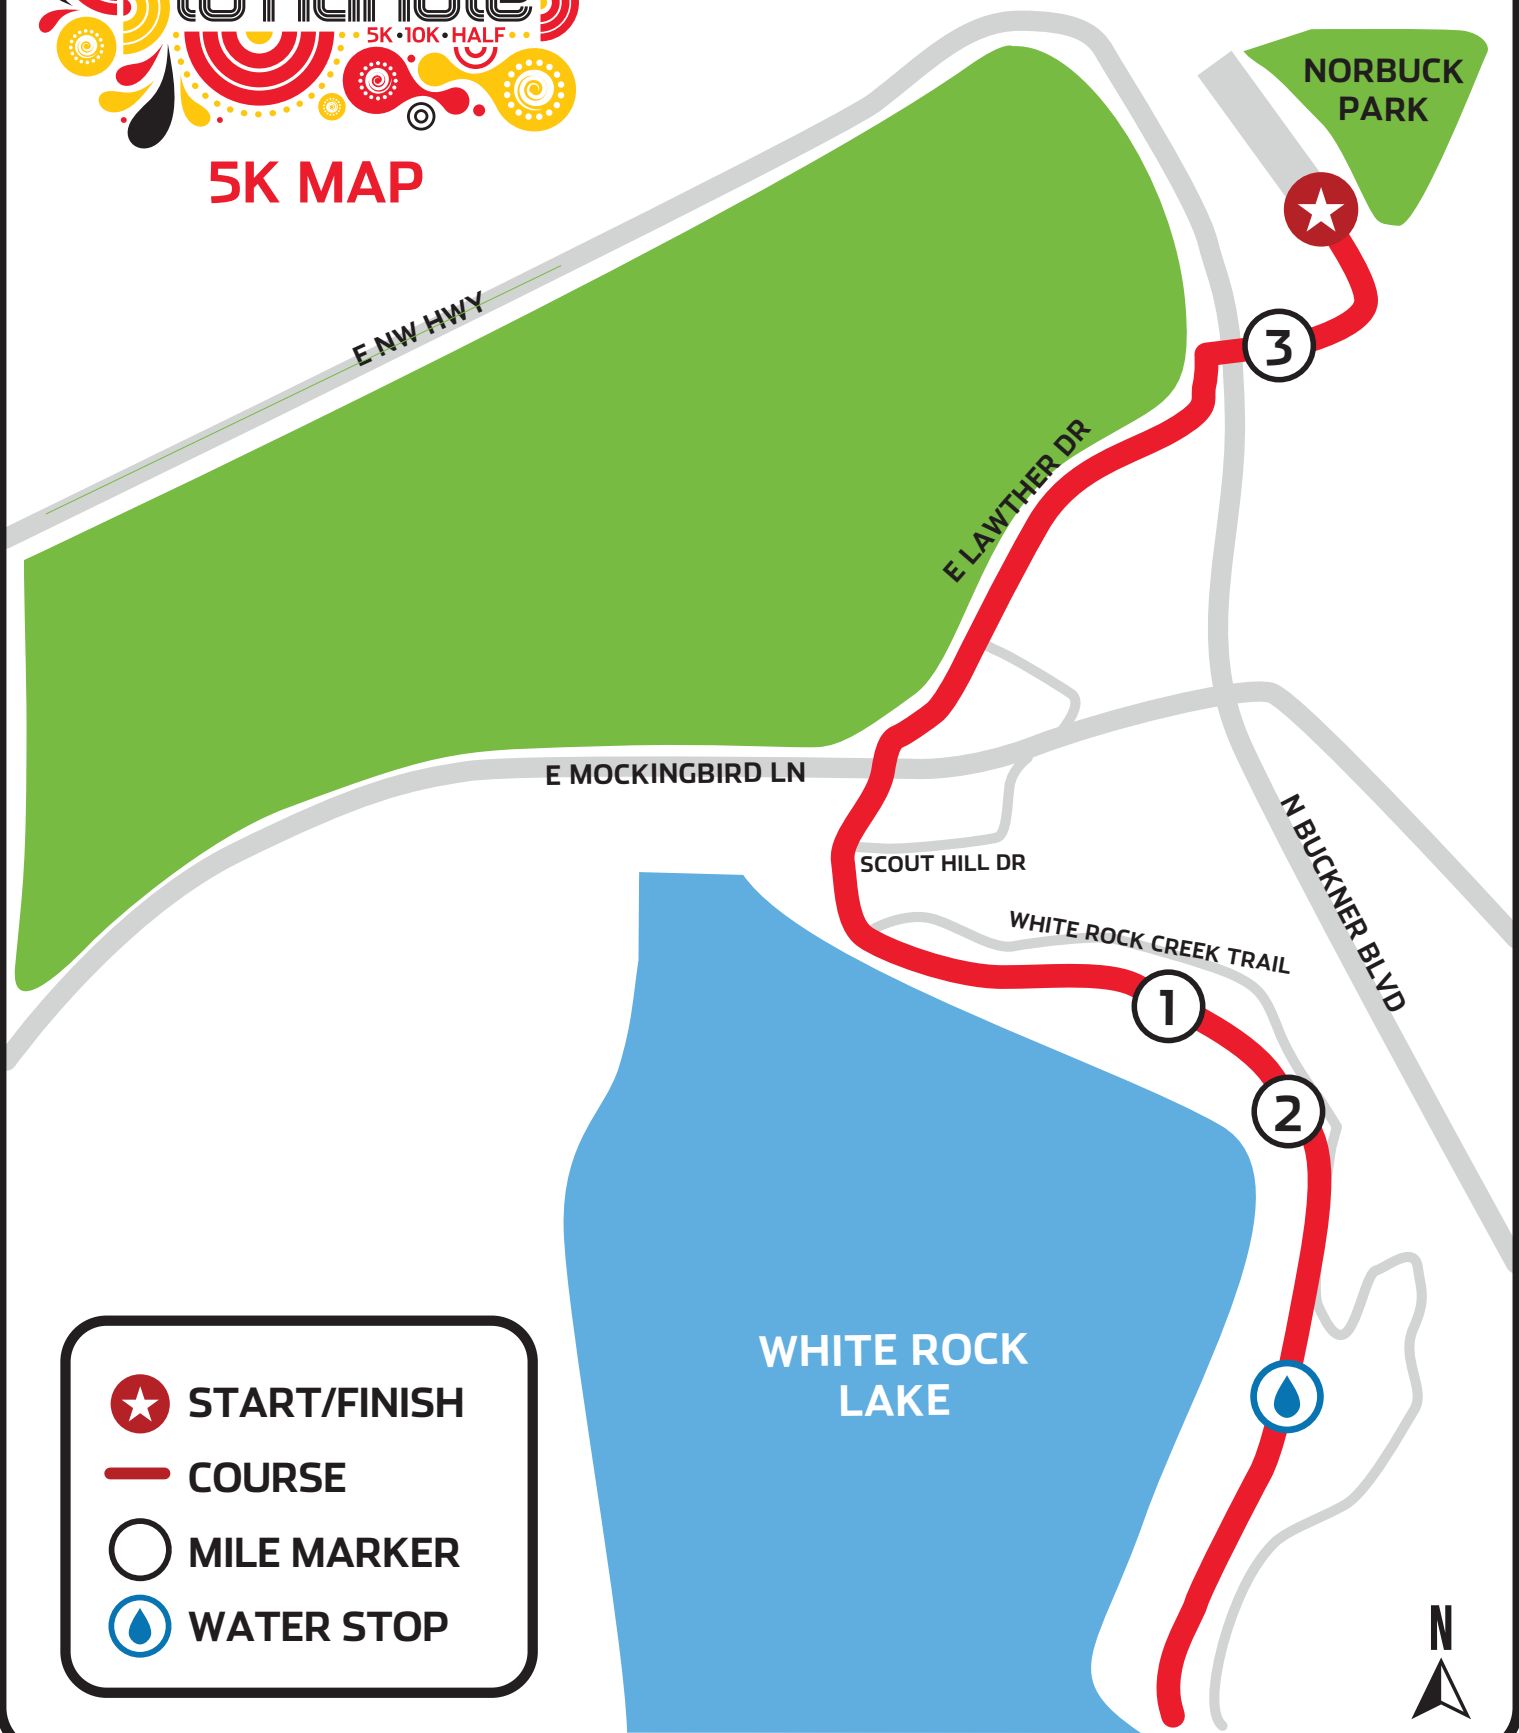 5K • 10K • HALF
5K MAP
NORBUCK
PARK
E NW HWY
3
E LAWTHER DR
E MOCKINGBIRD LN
SCOUT HILL DR
N BUCKNER BLVD
WHITE ROCK CREEK TRAIL
1
2
WHITE ROCK
LAKE
START/FINISH
COURSE
MILE MARKER
WATER STOP
N